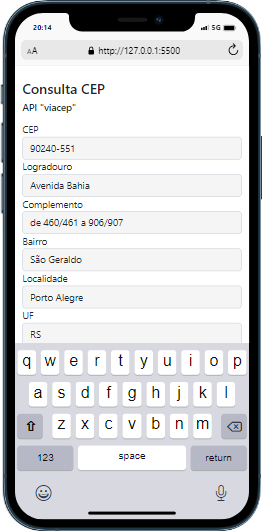 20:14
5G
AA
http://127.0.0.1:5500
Consulta CEP
API "viacep"
CEP
90240-551
Logradouro
Avenida Bahia
Complemento
de 460/461 a 906/907
Bairro
São Geraldo
Localidade
Porto Alegre
UF
RS
q w e r t y u i o p
a s d f g h j k l
z x c v b n m
123 space return